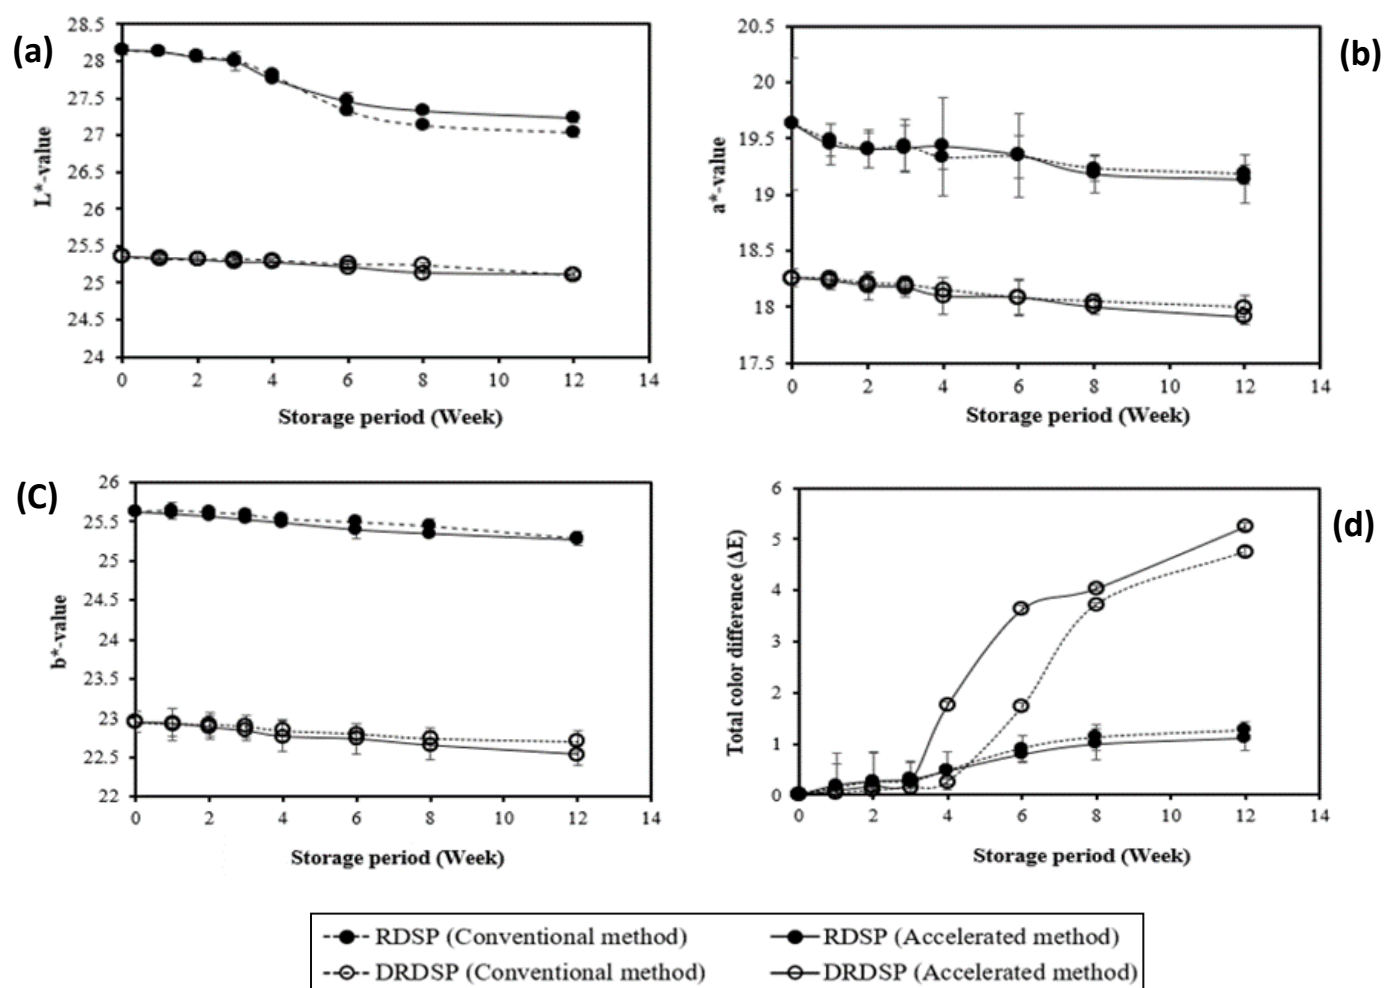 (a)
28.5
28
27.5
27
26.5
26
25.5
25
24.5
24
L*-value
0 2 4 6 8 10 12 14
Storage period (Week)
(b)
20.5
20
19.5
19
18.5
18
17.5
a*-value
0 2 4 6 8 10 12 14
Storage period (Week)
(C)
26
25.5
25
24.5
24
23.5
23
22.5
22
b*-value
0 2 4 6 8 10 12 14
Storage period (Week)
(d)
6
5
4
3
2
1
0
Total color difference (ΔE)
0 2 4 6 8 10 12 14
Storage period (Week)
RDSP (Conventional method) RDSP (Accelerated method)
DRDSP (Conventional method) DRDSP (Accelerated method)